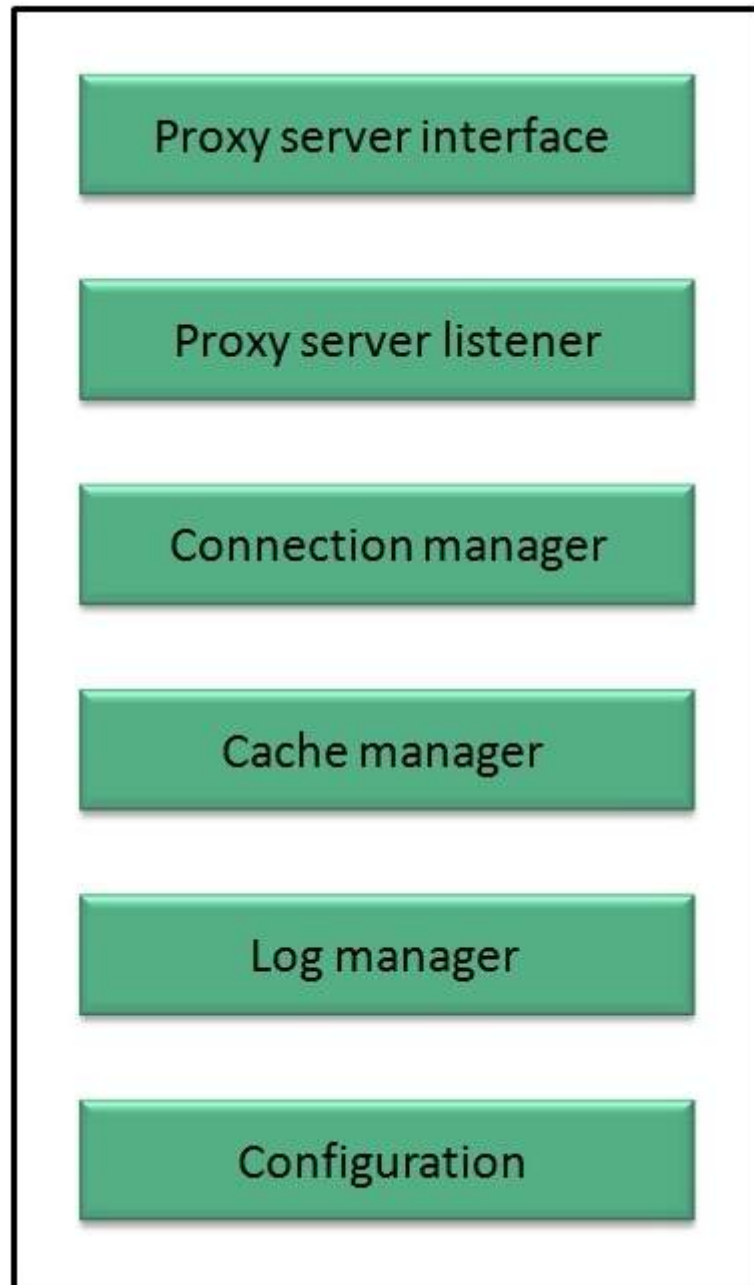 Proxy server interface
Proxy server listener
Connection manager
Cache manager
Log manager
Configuration